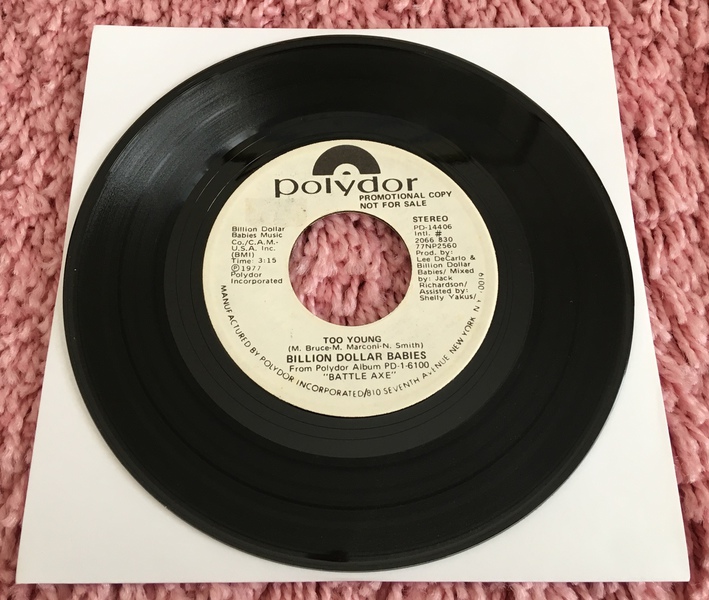 polydor
PROMOTIONAL COPY
NOT FOR SALE
Billion Dollar
Babies Music
Co./C.A.M.-
U.S.A. Inc.
(BMI)
Time: 3:15
Ⓟ1977
Polydor
Incorporated
STEREO
PD-14406
Intl. #
2066 830
77NP2560
Prod. by:
Lee DeCarlo &
Billion Dollar
Babies/ Mixed
by: Jack
Richardson/
Assisted by:
Shelly Yakus/
TOO YOUNG
(M. Bruce-M. Marconi-N. Smith)
BILLION DOLLAR BABIES
From Polydor Album PD-1-6100
"BATTLE AXE"
MANUFACTURED BY POLYDOR INCORPORATED/810 SEVENTH AVENUE NEW YORK N.Y. 10019